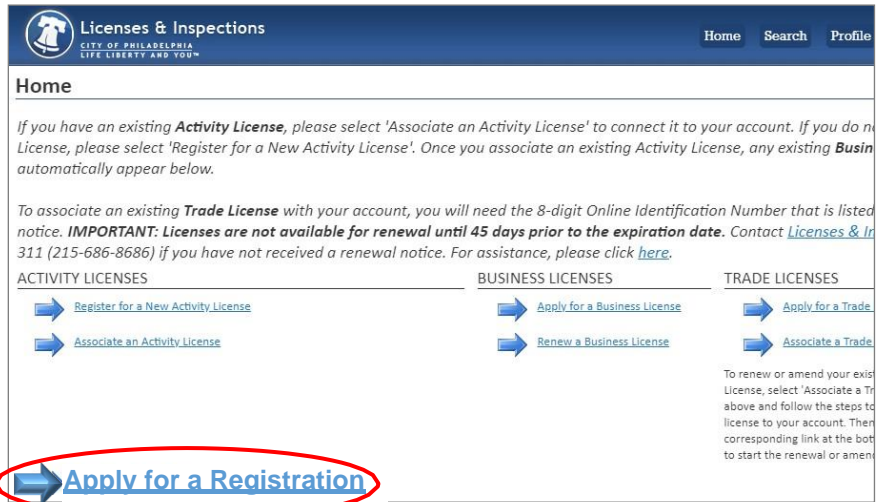 Licenses & Inspections
CITY OF PHILADELPHIA
LIFE LIBERTY AND YOU™
Home Search Profile
Home
If you have an existing Activity License, please select 'Associate an Activity License' to connect it to your account. If you do
License, please select 'Register for a New Activity License'. Once you associate an existing Activity License, any existing
automatically appear below.
To associate an existing Trade License with your account, you will need the 8-digit Online Identification Number that is listed
notice. IMPORTANT: Licenses are not available for renewal until 45 days prior to the expiration date. Contact Licenses &
311 (215-686-8686) if you have not received a renewal notice. For assistance, please click here.
ACTIVITY LICENSES BUSINESS LICENSES TRADE LICENSES
Register for a New Activity License Apply for a Business License Apply for a Trade
Associate an Activity License Renew a Business License Associate a Trade
To renew or amend your
License, select 'Associate a
above and follow the steps
license to your account. Then
corresponding link at the
to start the renewal or
Apply for a Registration